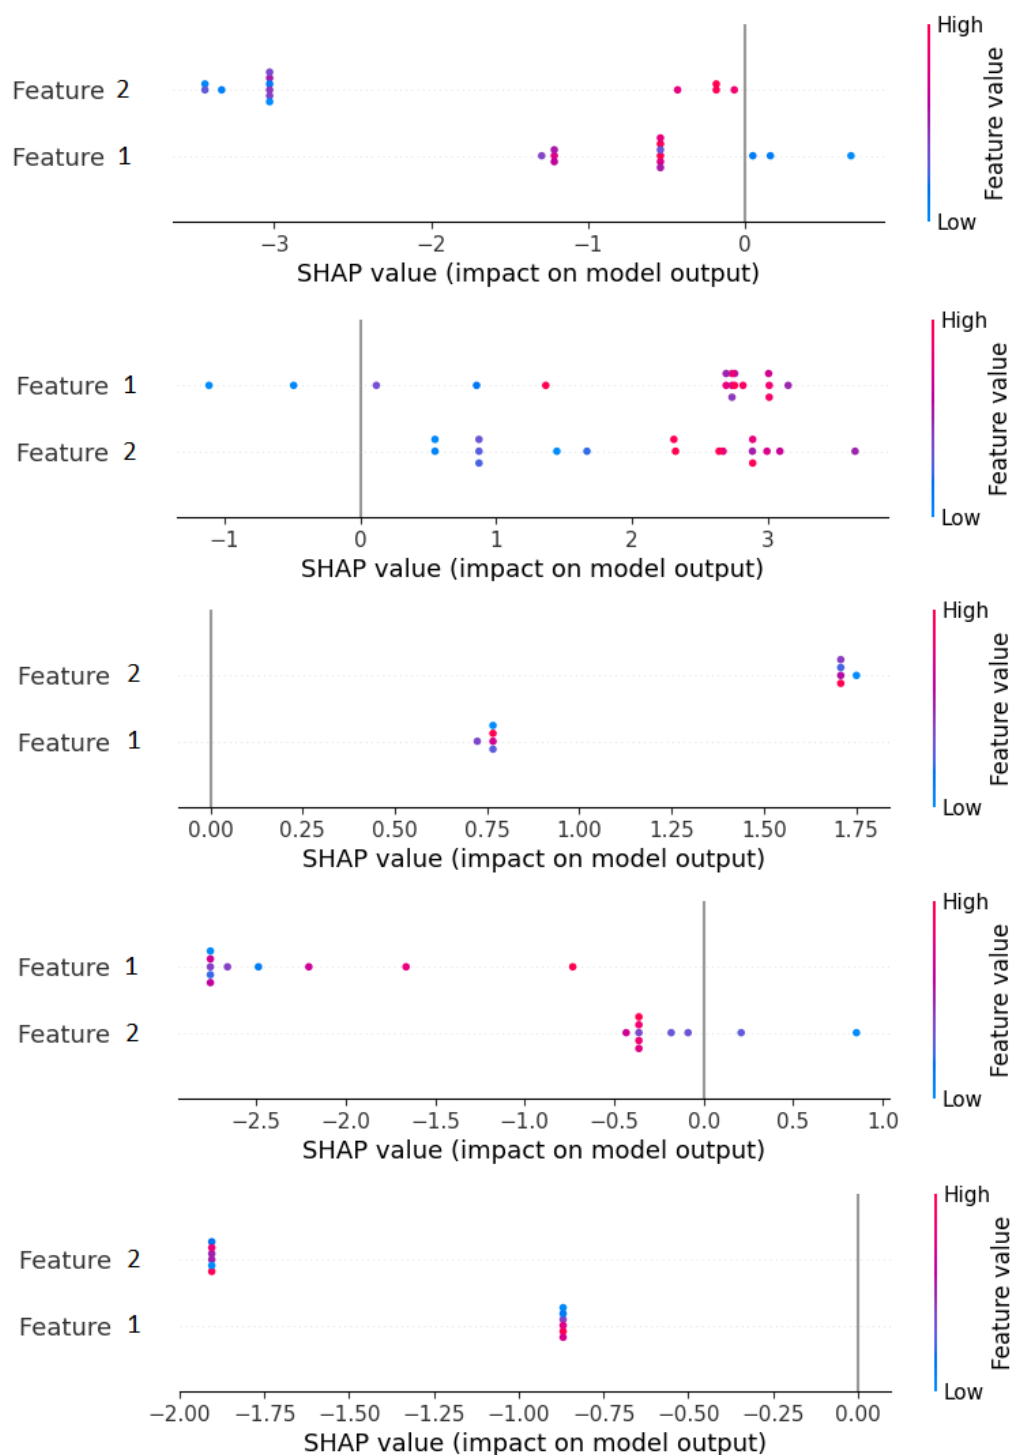 High
Feature 2
Feature 1
Feature value
Low
−3 −2 −1 0
SHAP value (impact on model output)
High
Feature 1
Feature 2
Feature value
Low
−1 0 1 2 3
SHAP value (impact on model output)
High
Feature 2
Feature 1
Feature value
Low
0.00 0.25 0.50 0.75 1.00 1.25 1.50 1.75
SHAP value (impact on model output)
High
Feature 1
Feature 2
Feature value
Low
−2.5 −2.0 −1.5 −1.0 −0.5 0.0 0.5 1.0
SHAP value (impact on model output)
High
Feature 2
Feature 1
Feature value
Low
−2.00 −1.75 −1.50 −1.25 −1.00 −0.75 −0.50 −0.25 0.00
SHAP value (impact on model output)